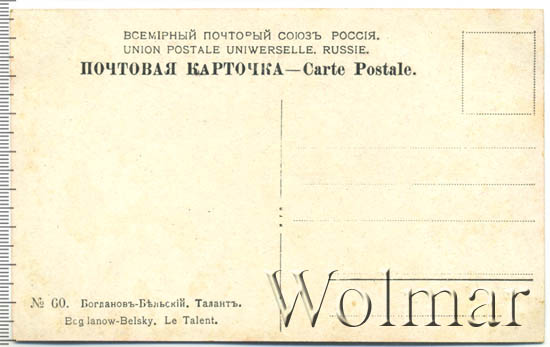 ВСЕМІРНЫЙ ПОЧТОВЫЙ СОЮЗЪ РОССІЯ.
UNION POSTALE UNIWERSELLE. RUSSIE.
ПОЧТОВАЯ КАРТОЧКА—Carte Postale.
№ 60. Богдановъ-Бѣльскій. Талантъ.
Bogdanow-Belsky. Le Talent.
Wolmar